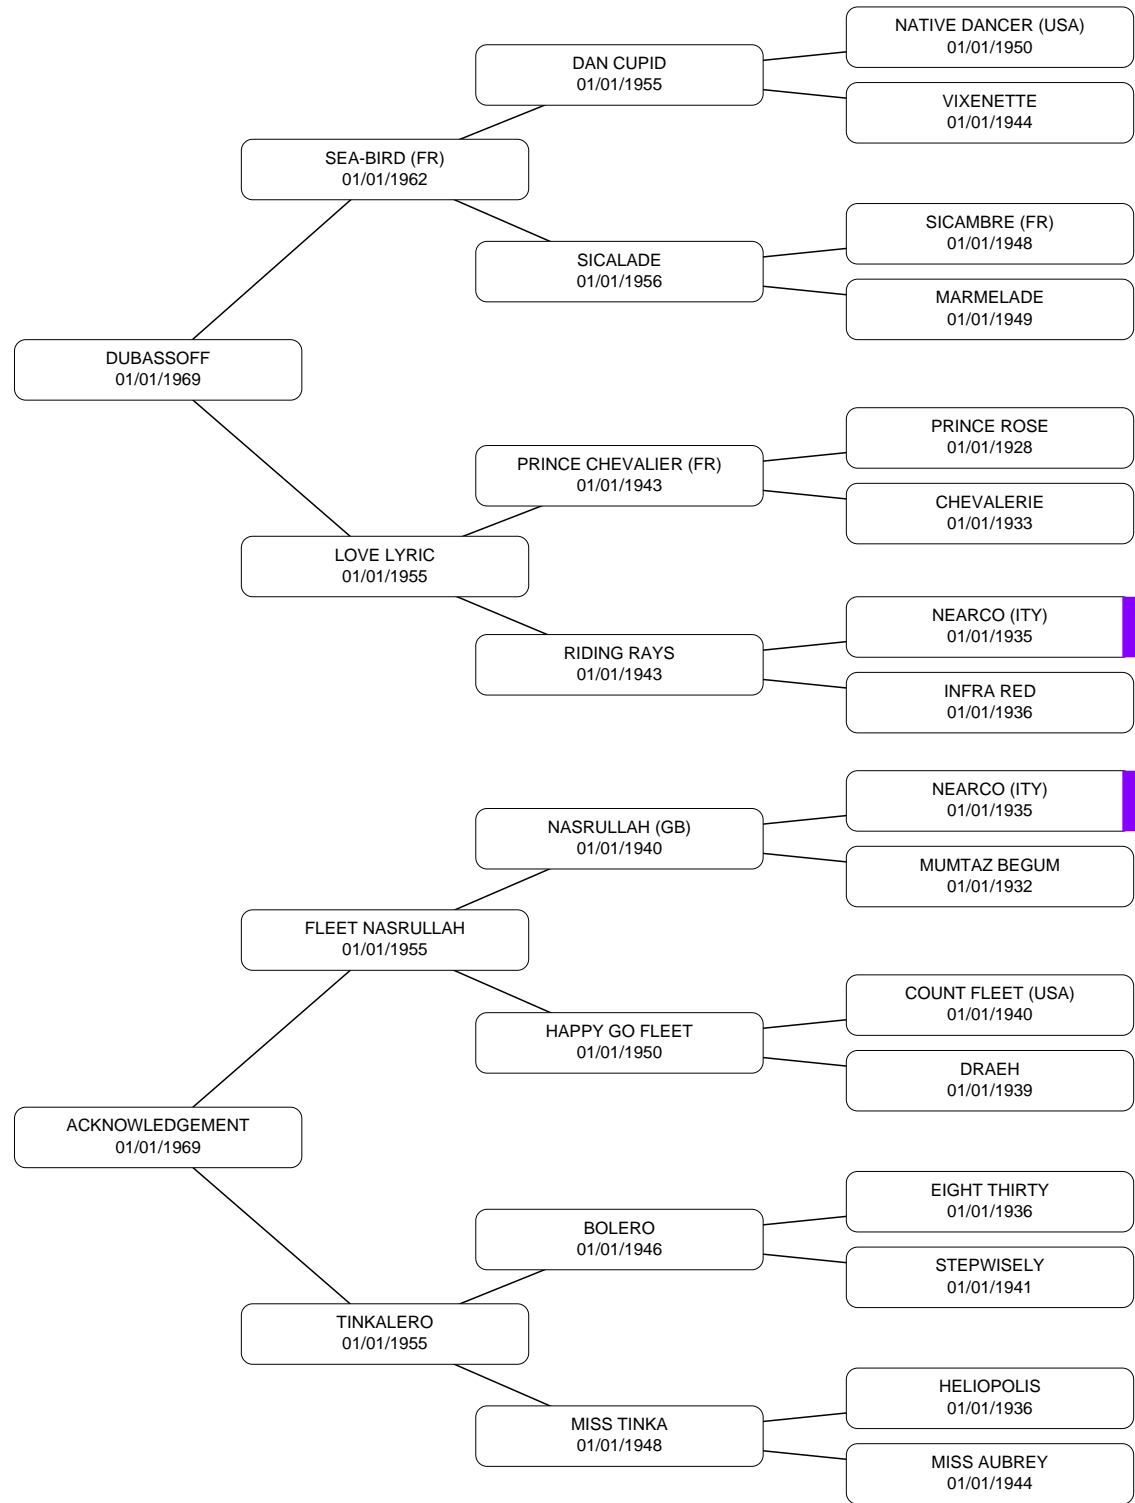 NATIVE DANCER (USA)
01/01/1950
DAN CUPID
01/01/1955
VIXENETTE
01/01/1944
SEA-BIRD (FR)
01/01/1962
SICAMBRE (FR)
01/01/1948
SICALADE
01/01/1956
MARMELADE
01/01/1949
DUBASSOFF
01/01/1969
PRINCE ROSE
01/01/1928
PRINCE CHEVALIER (FR)
01/01/1943
CHEVALERIE
01/01/1933
LOVE LYRIC
01/01/1955
NEARCO (ITY)
01/01/1935
RIDING RAYS
01/01/1943
INFRA RED
01/01/1936
NEARCO (ITY)
01/01/1935
NASRULLAH (GB)
01/01/1940
MUMTAZ BEGUM
01/01/1932
FLEET NASRULLAH
01/01/1955
COUNT FLEET (USA)
01/01/1940
HAPPY GO FLEET
01/01/1950
DRAEH
01/01/1939
ACKNOWLEDGEMENT
01/01/1969
EIGHT THIRTY
01/01/1936
BOLERO
01/01/1946
STEPWISELY
01/01/1941
TINKALERO
01/01/1955
HELIOPOLIS
01/01/1936
MISS TINKA
01/01/1948
MISS AUBREY
01/01/1944